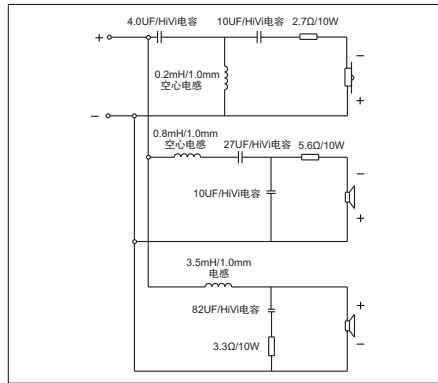 4.0UF/HiVi电容
10UF/HiVi电容
2.7Ω/10W
+
−
0.2mH/1.0mm
空心电感
+
−
0.8mH/1.0mm
空心电感
27UF/HiVi电容
5.6Ω/10W
−
10UF/HiVi电容
+
3.5mH/1.0mm
电感
+
82UF/HiVi电容
−
3.3Ω/10W